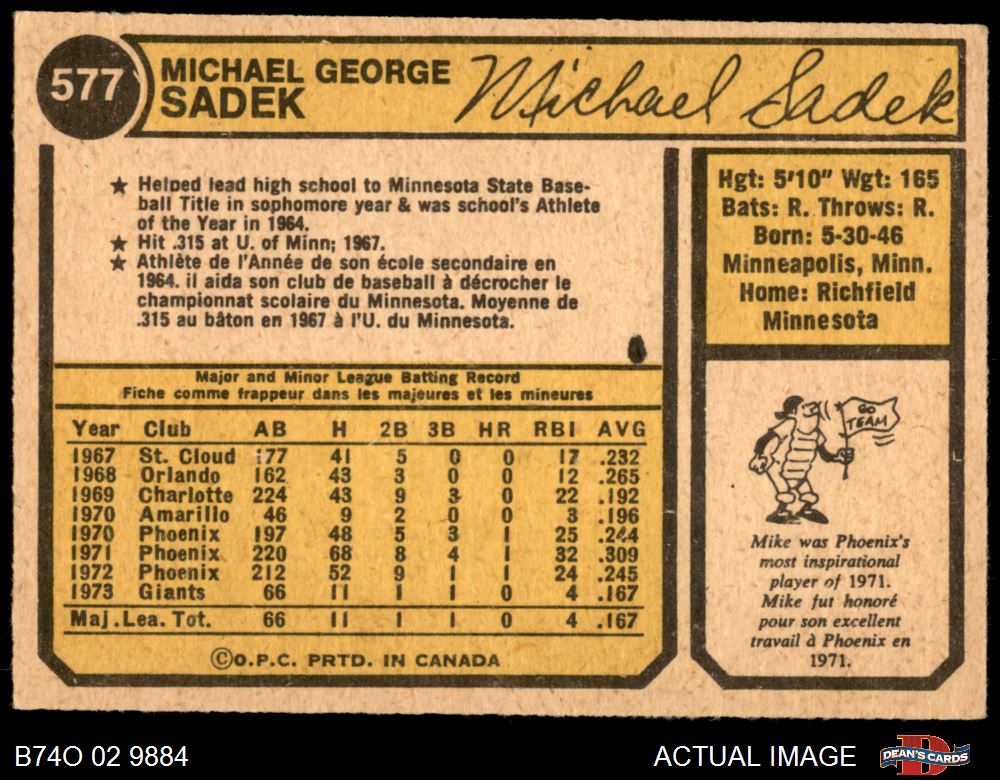 577
MICHAEL GEORGE
SADEK
Michael Sadek
★ Helped lead high school to Minnesota State Base-
ball Title in sophomore year & was school's Athlete
of the Year in 1964.
★ Hit .315 at U. of Minn; 1967.
★ Athlète de l'Année de son école secondaire en
1964. il aida son club de baseball à décrocher le
championnat scolaire du Minnesota. Moyenne de
.315 au bâton en 1967 à l'U. du Minnesota.
Hgt: 5'10" Wgt: 165
Bats: R. Throws: R.
Born: 5-30-46
Minneapolis, Minn.
Home: Richfield
Minnesota
Major and Minor League Batting Record
Fiche comme frappeur dans les majeures et les mineures
Year Club AB H 2B 3B HR RBI AVG
1967 St. Cloud 177 41 5 0 0 17 .232
1968 Orlando 162 43 3 0 0 12 .265
1969 Charlotte 224 43 9 3 0 22 .192
1970 Amarillo 46 9 2 0 0 3 .196
1970 Phoenix 197 48 5 3 1 25 .244
1971 Phoenix 220 68 8 4 1 32 .309
1972 Phoenix 212 52 9 1 1 24 .245
1973 Giants 66 11 1 1 0 4 .167
Maj.Lea. Tot. 66 11 1 1 0 4 .167
©O.P.C. PRTD. IN CANADA
GO
TEAM
Mike was Phoenix's
most inspirational
player of 1971.
Mike fut honoré
pour son excellent
travail à Phoenix en
1971.
B74O 02 9884
ACTUAL IMAGE
D
DEAN'S CARDS